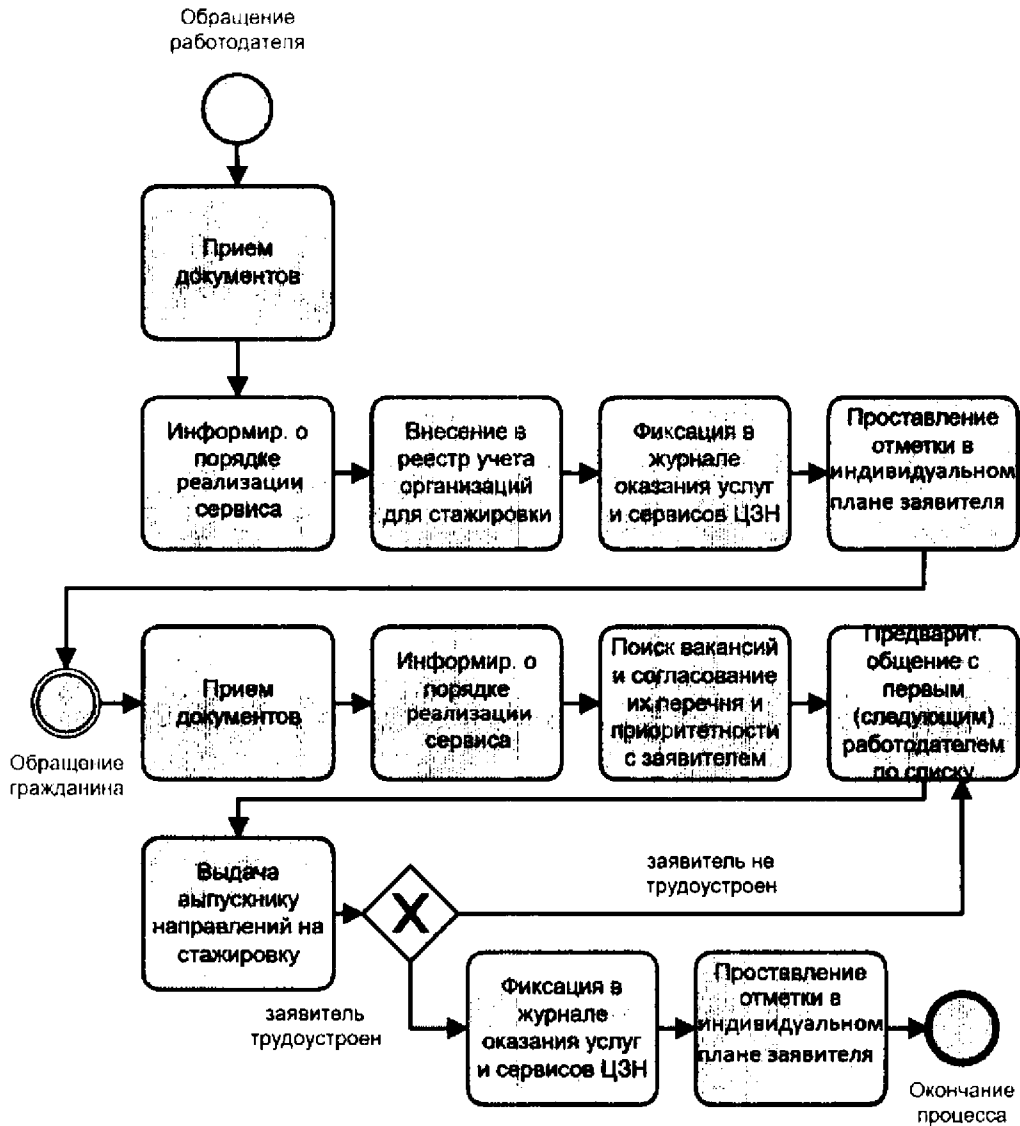 Обращение
работодателя
Прием
документов
Информир. о
порядке
реализации
сервиса
Внесение в
реестр учета
организаций
для стажировки
Фиксация в
журнале
оказания услуг
и сервисов ЦЗН
Проставление
отметки в
индивидуальном
плане заявителя
Обращение
гражданина
Прием
документов
Информир. о
порядке
реализации
сервиса
Поиск вакансий
и согласование
их перечня и
приоритетности
с заявителем
Предварит.
общение с
первым
(следующим)
работодателем
по списку
Выдача
выпускнику
направлений на
стажировку
X
заявитель не
трудоустроен
заявитель
трудоустроен
Фиксация в
журнале
оказания услуг
и сервисов ЦЗН
Проставление
отметки в
индивидуальном
плане заявителя
Окончание
процесса